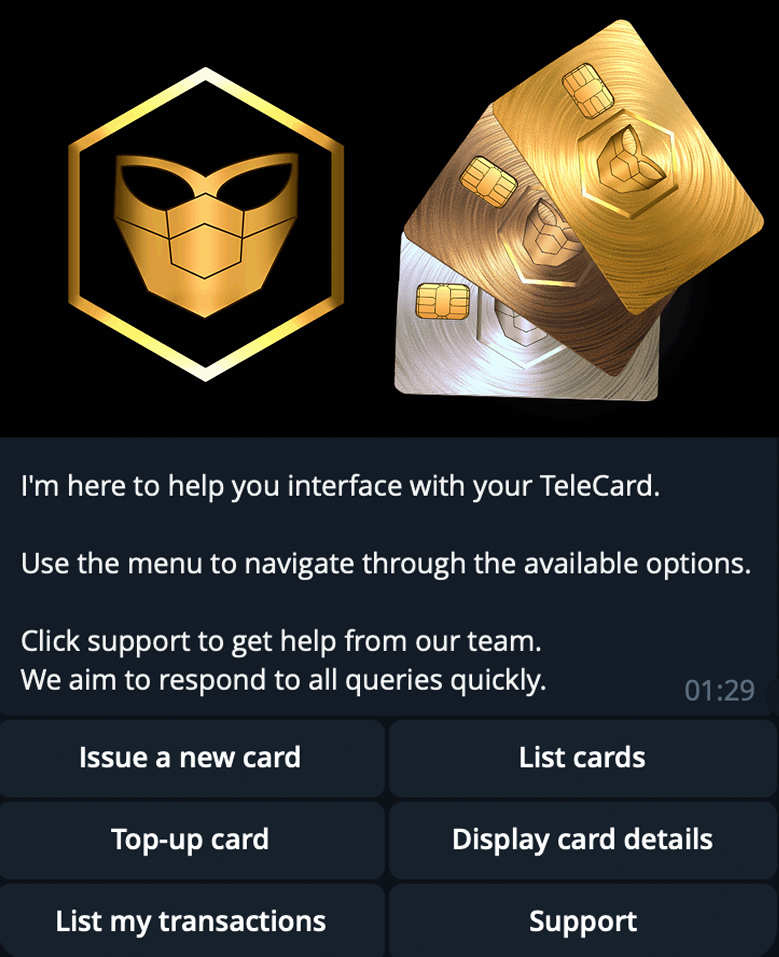 I'm here to help you interface with your TeleCard.
Use the menu to navigate through the available options.
Click support to get help from our team.
We aim to respond to all queries quickly.
01:29
Issue a new card
List cards
Top-up card
Display card details
List my transactions
Support